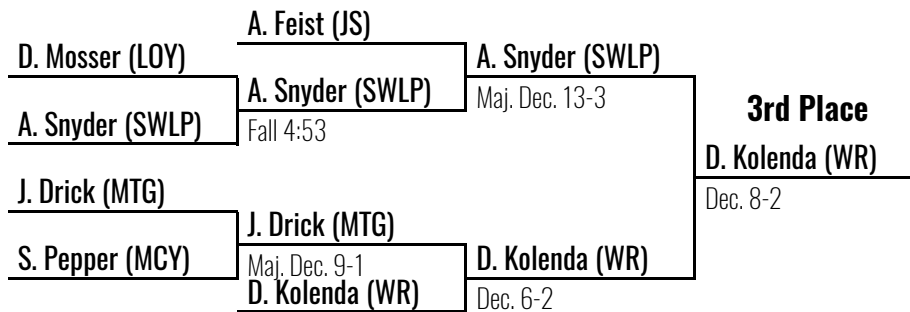 A. Feist (JS)
D. Mosser (LOY)
A. Snyder (SWLP)
A. Snyder (SWLP)
Maj. Dec. 13-3
3rd Place
A. Snyder (SWLP)
Fall 4:53
D. Kolenda (WR)
J. Drick (MTG)
Dec. 8-2
J. Drick (MTG)
S. Pepper (MCY)
Maj. Dec. 9-1
D. Kolenda (WR)
D. Kolenda (WR)
Dec. 6-2